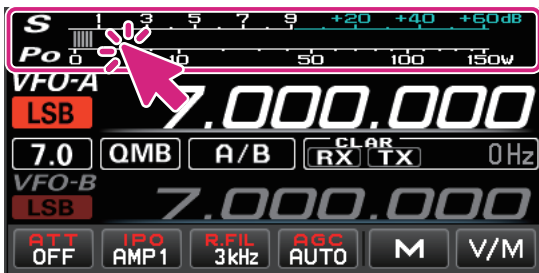 S 1 3 5 7 9 +20 +40 +60dB
Po 0 10 50 100 150W
VFO-A
LSB 7.000.000
7.0 QMB A/B CLAR RX TX 0Hz
VFO-B
LSB 7.000.000
ATT OFF IPO AMP1 R.FIL 3kHz AGC AUTO M V/M